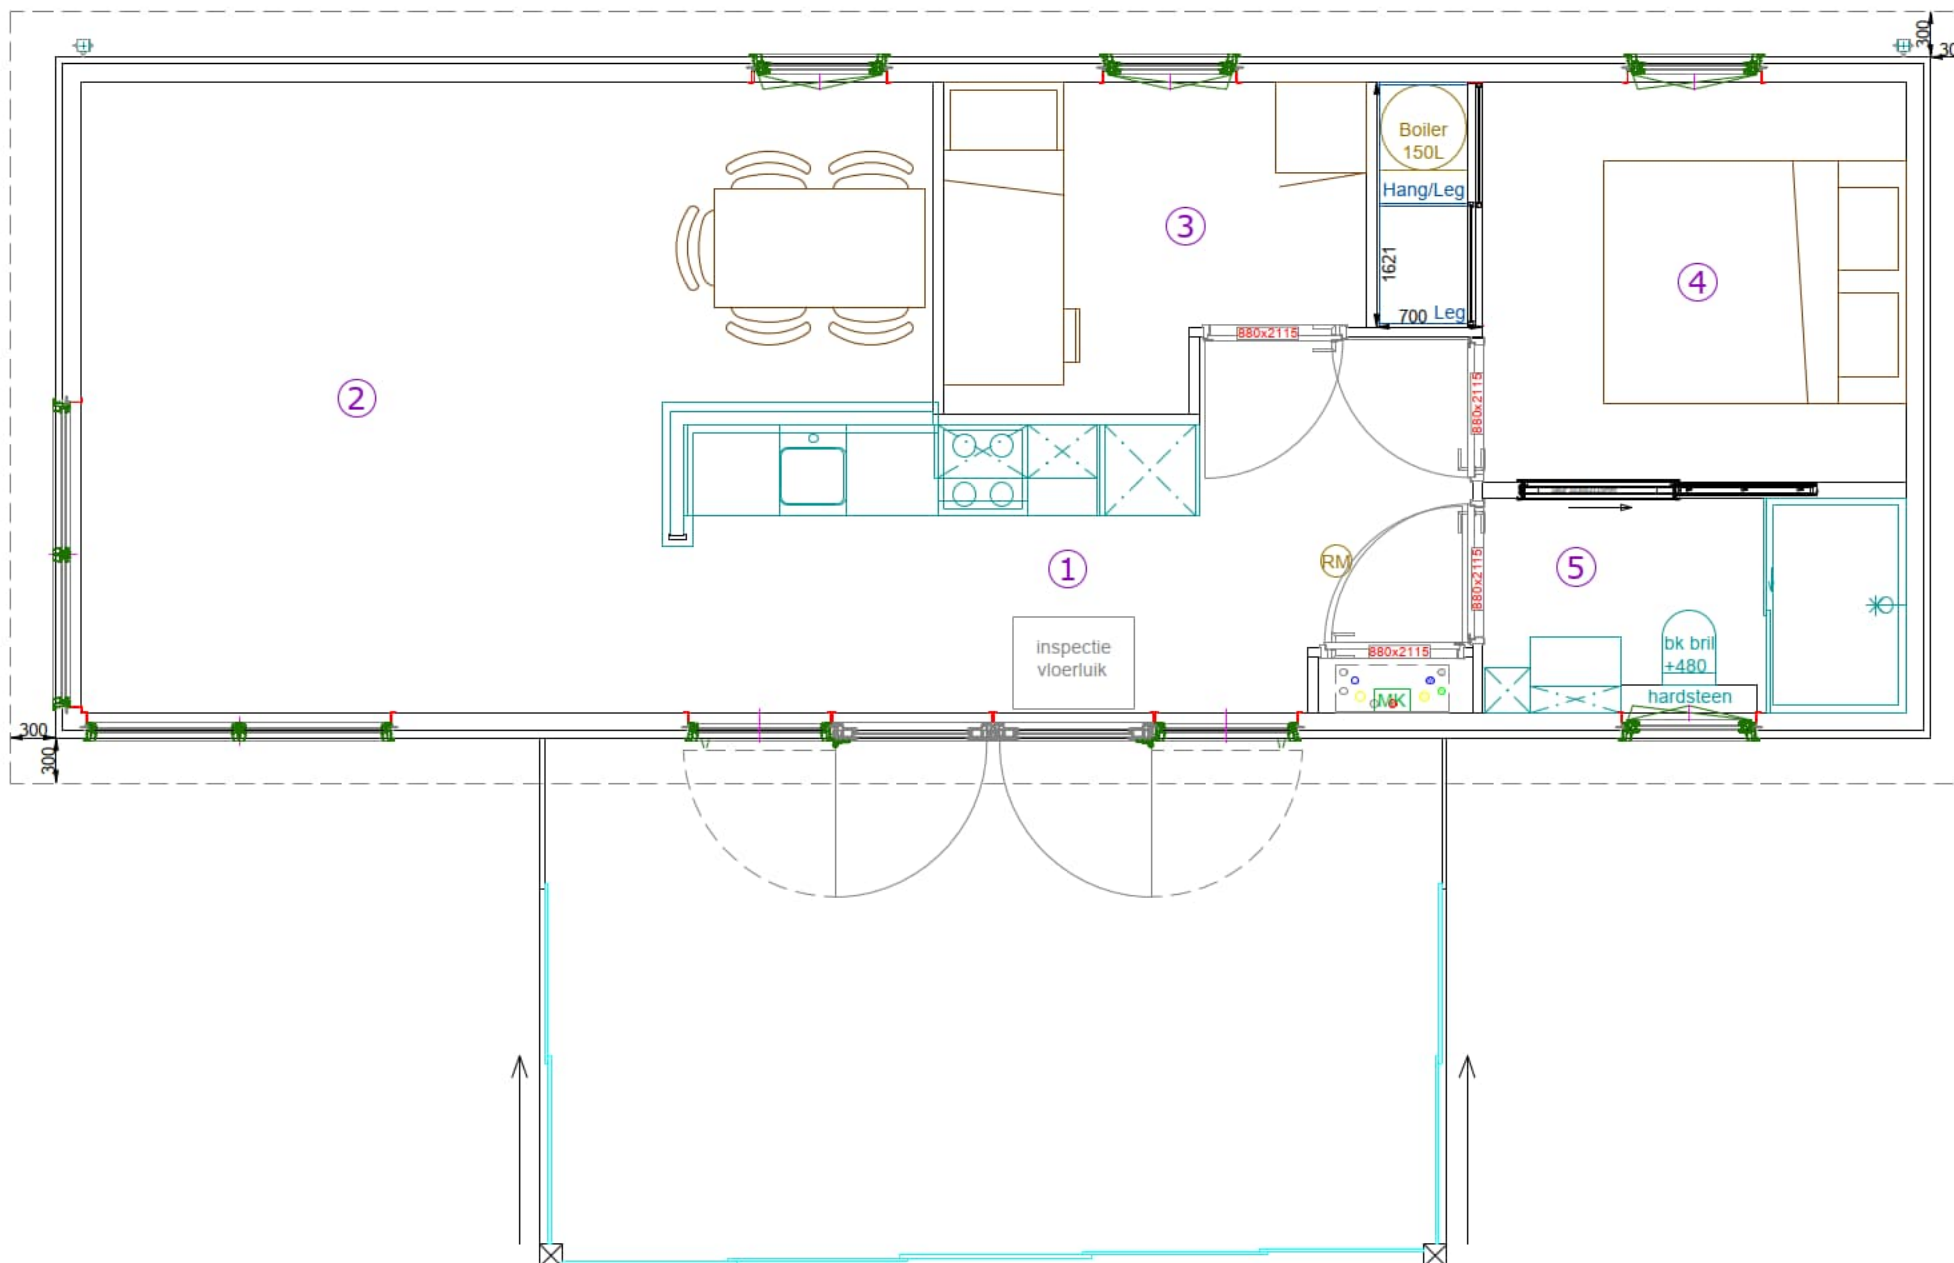 300
30
Boiler
150L
Hang/Leg
3
1621
4
700 Leg
880x2115
2
880x2115
1
RM
5
880x2115
inspectie
vloerluik
bk bril
+480
880x2115
MK
hardsteen
300
300